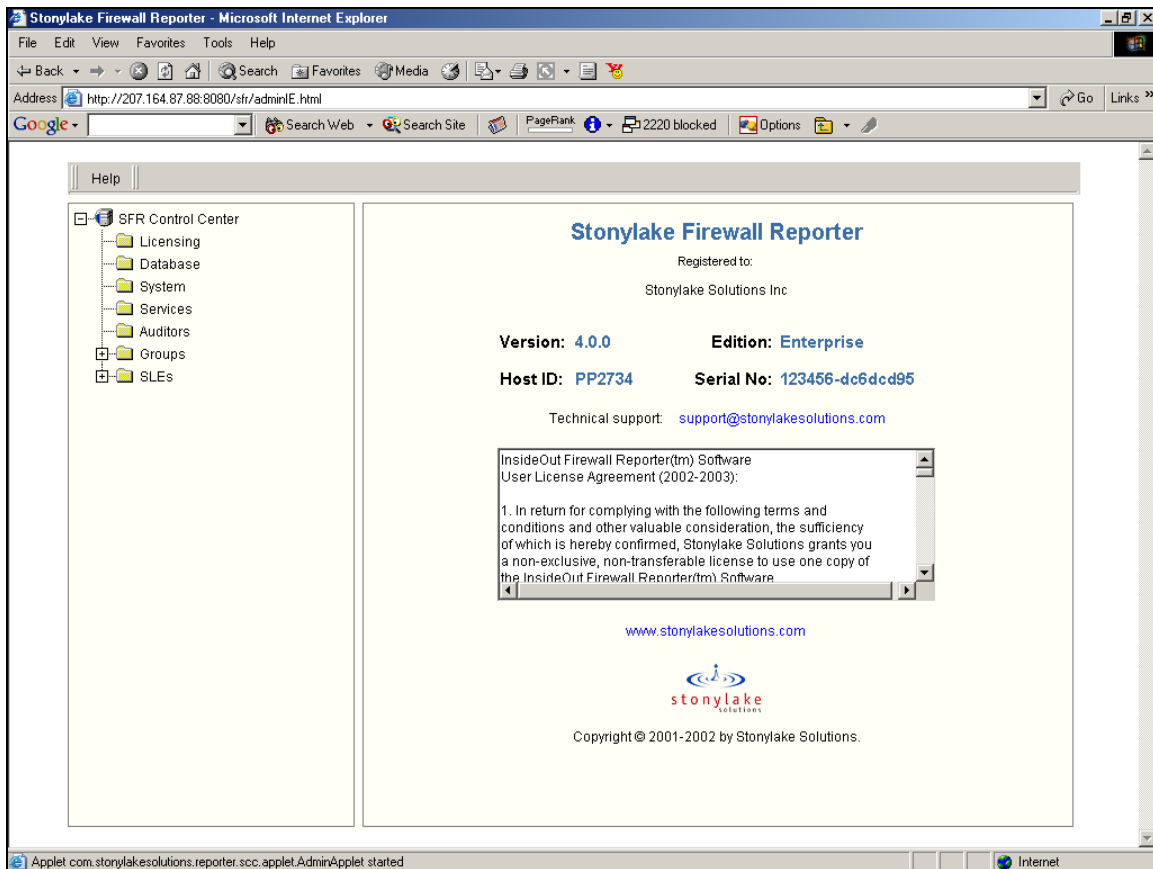 Stonylake Firewall Reporter - Microsoft Internet Explorer
File Edit View Favorites Tools Help
Back Search Favorites Media
Address http://207.164.87.88:8080/sfr/adminIE.html Go Links »
Google Search Web Search Site PageRank 2220 blocked Options
Help
SFR Control Center
Licensing
Database
System
Services
Auditors
Groups
SLEs
Stonylake Firewall Reporter
Registered to:
Stonylake Solutions Inc
Version: 4.0.0 Edition: Enterprise
Host ID: PP2734 Serial No: 123456-dc6dcd95
Technical support: support@stonylakesolutions.com
InsideOut Firewall Reporter(tm) Software
User License Agreement (2002-2003):
1. In return for complying with the following terms and
conditions and other valuable consideration, the sufficiency
of which is hereby confirmed, Stonylake Solutions grants you
a non-exclusive, non-transferable license to use one copy of
the InsideOut Firewall Reporter(tm) Software
www.stonylakesolutions.com
stonylake
solutions
Copyright © 2001-2002 by Stonylake Solutions.
Applet com.stonylakesolutions.reporter.scc.applet.AdminApplet started
Internet